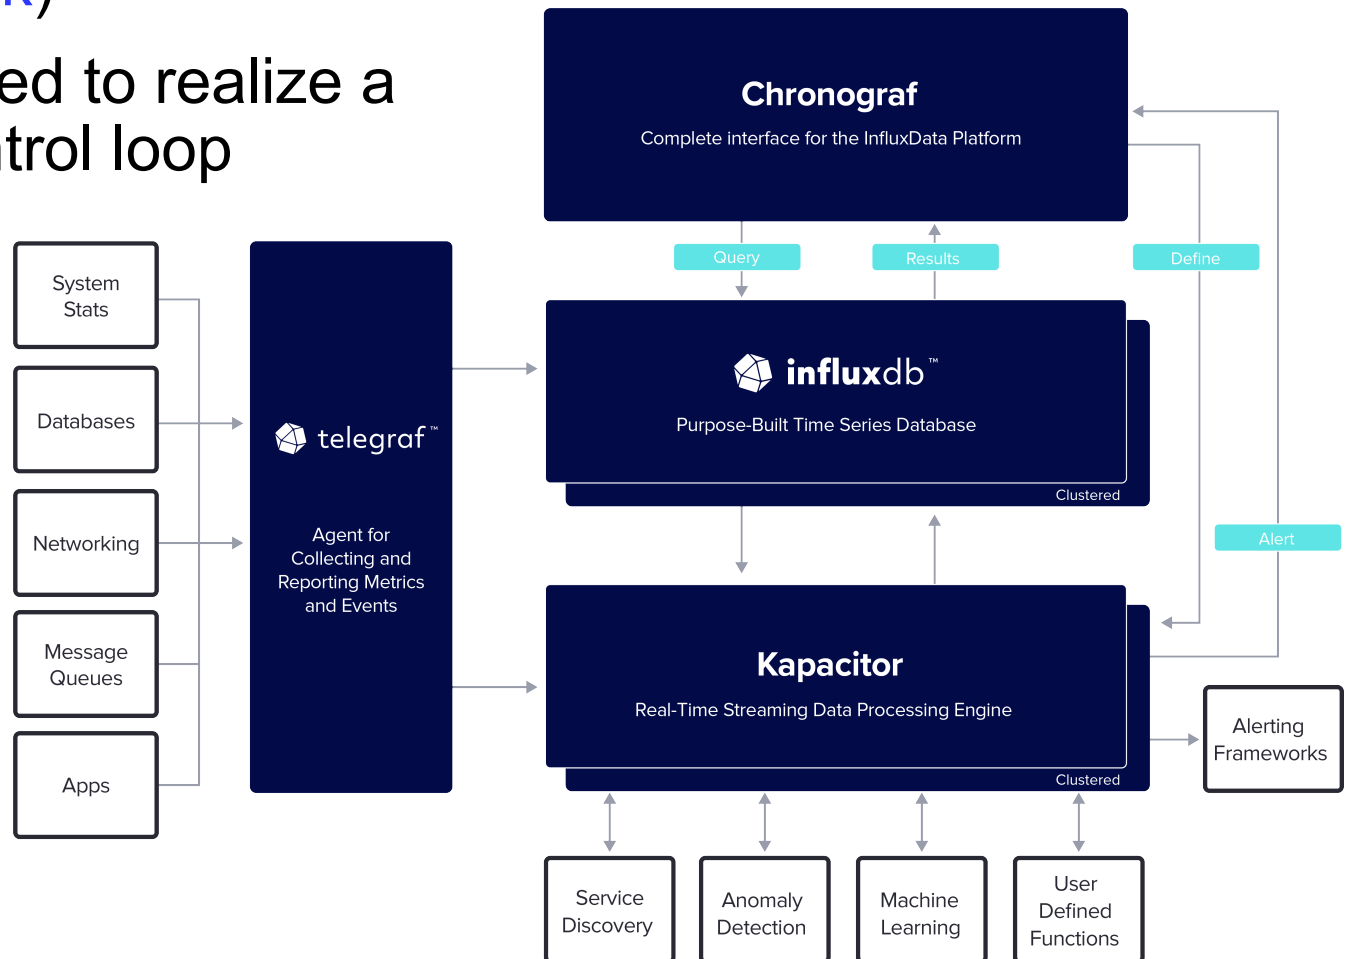 ed to realize a
trol loop
Chronograf
Complete interface for the InfluxData Platform
Query
Results
Define
System
Stats
Databases
Networking
Message
Queues
Apps
telegraf™
Agent for
Collecting and
Reporting Metrics
and Events
influxdb™
Purpose-Built Time Series Database
Clustered
Alert
Kapacitor
Real-Time Streaming Data Processing Engine
Clustered
Alerting
Frameworks
Service
Discovery
Anomaly
Detection
Machine
Learning
User
Defined
Functions